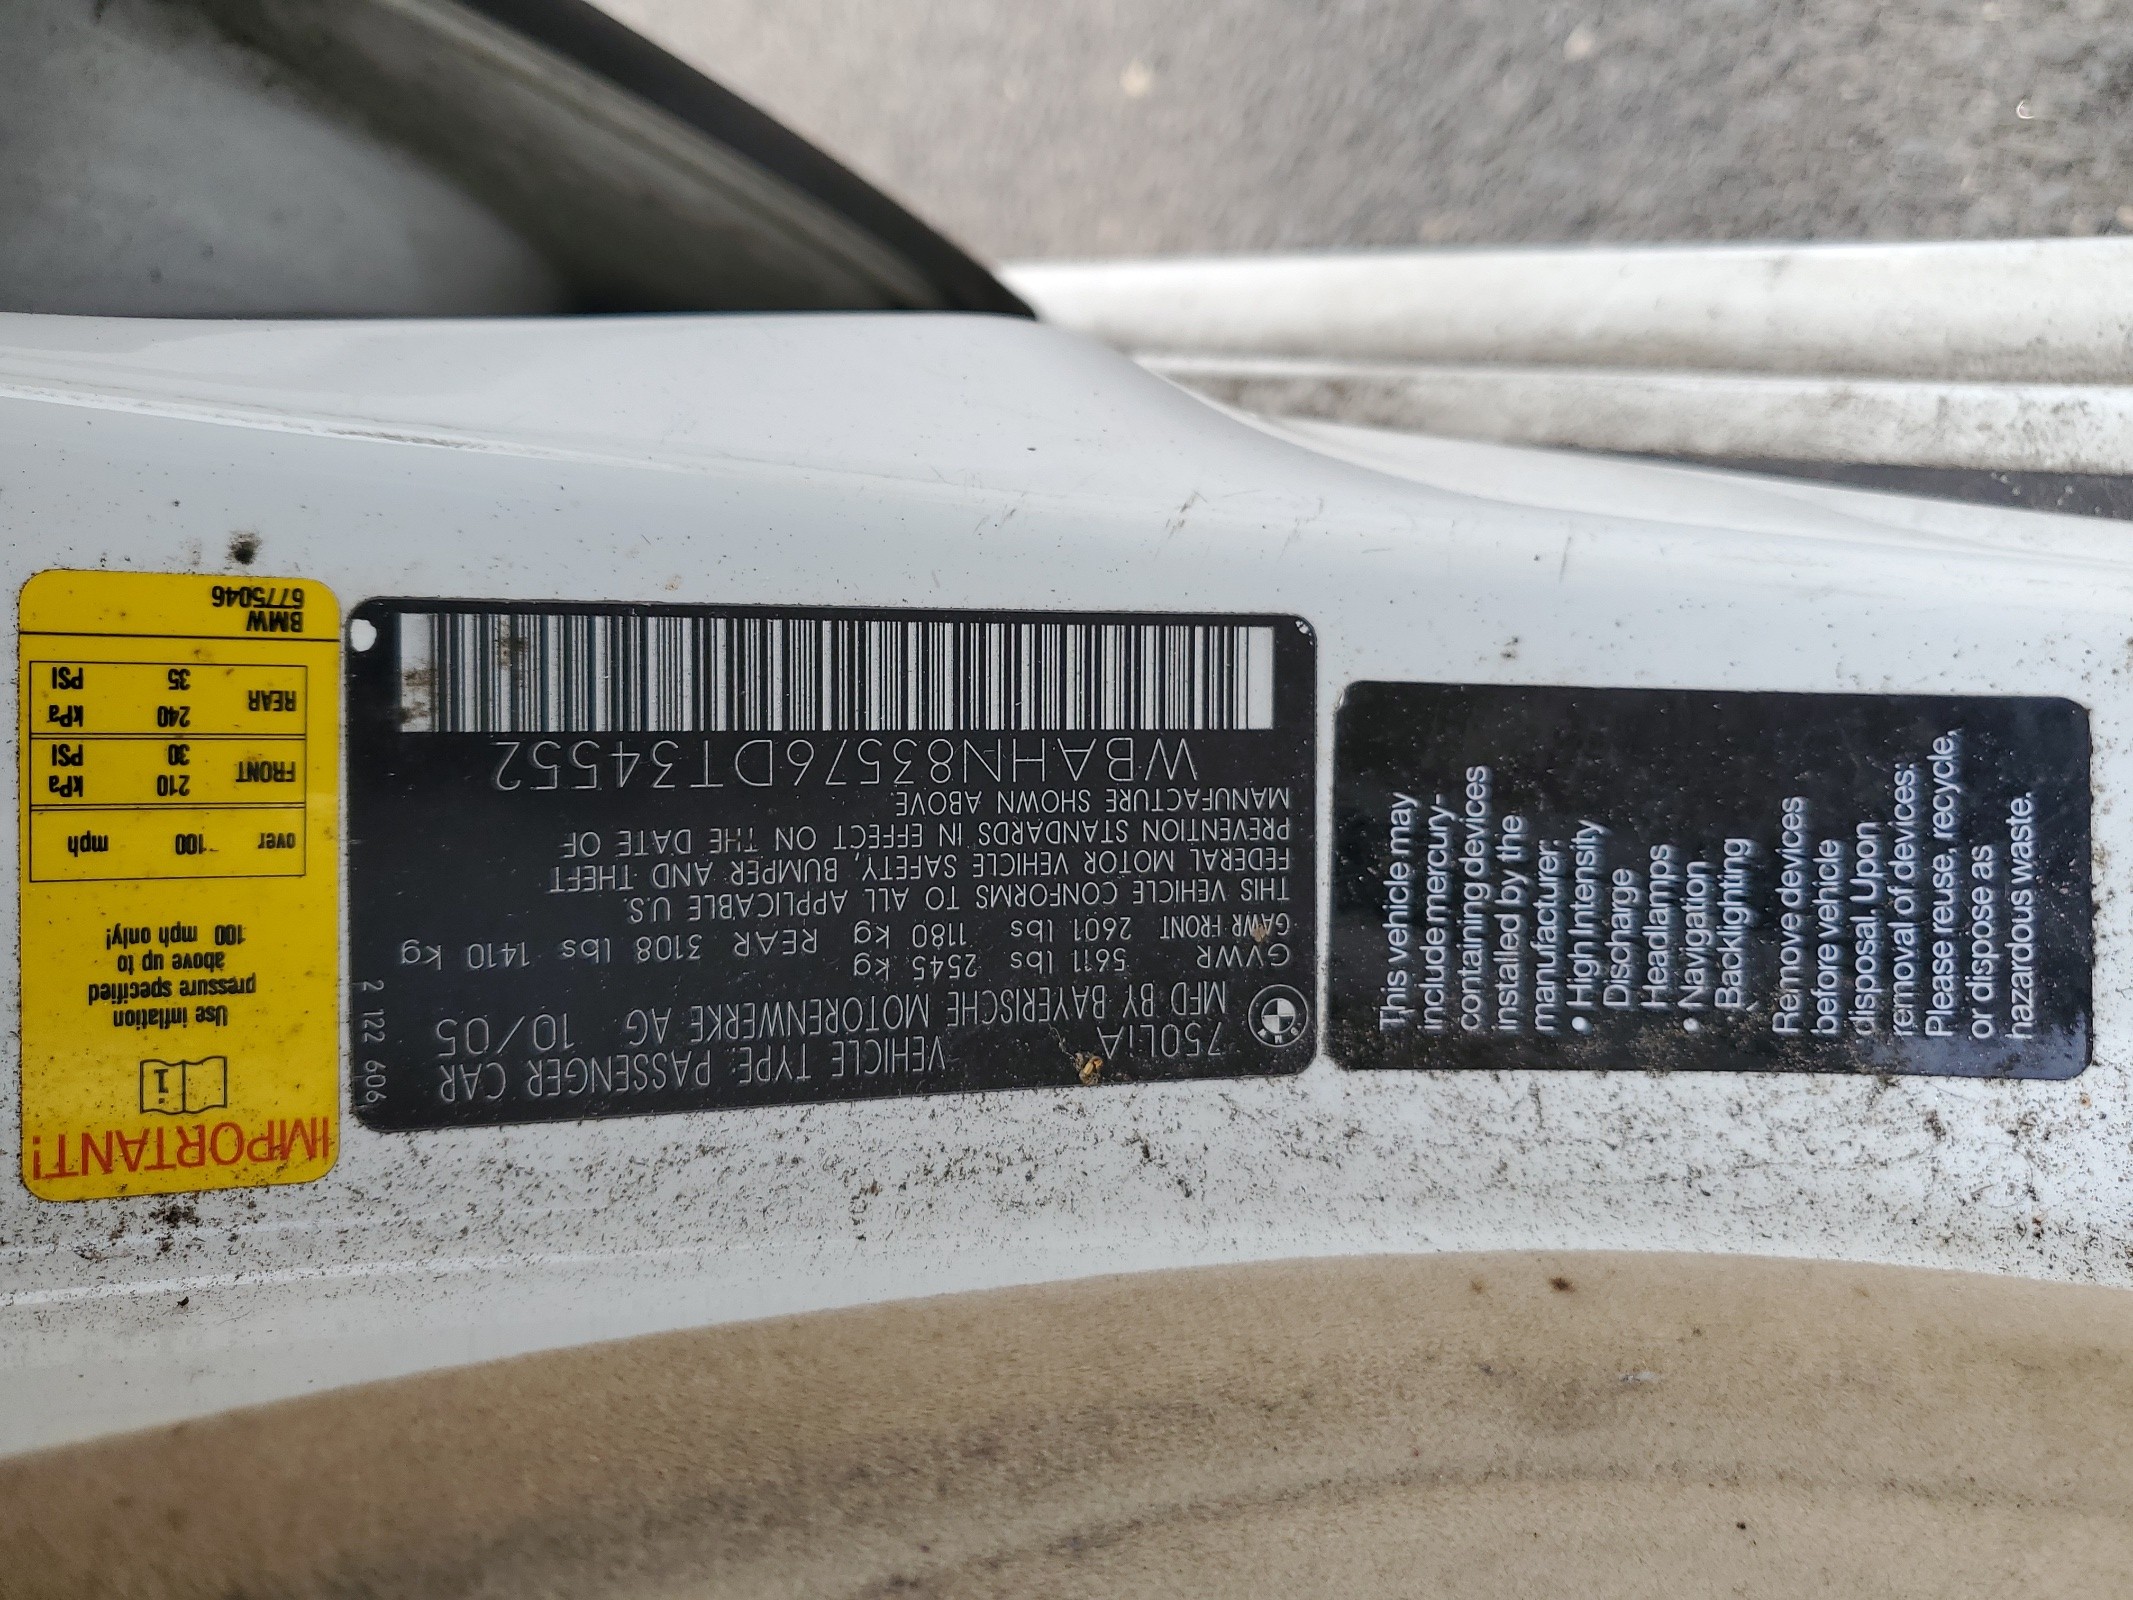 IMPORTANT!
i
Use inflation
pressure specified
above up to
100 mph only!
over 100 mph
FRONT 210 kPa
30 PSI
REAR 240 kPa
35 PSI
BMW
6775046
750LiA VEHICLE TYPE: PASSENGER CAR
MFD BY BAYERISCHE MOTORENWERKE AG 10/05
GVWR 5611 lbs 2545 kg
GAWR FRONT 2601 lbs 1180 kg REAR 3108 lbs 1410 kg
THIS VEHICLE CONFORMS TO ALL APPLICABLE U.S.
FEDERAL MOTOR VEHICLE SAFETY, BUMPER AND THEFT
PREVENTION STANDARDS IN EFFECT ON THE DATE OF
MANUFACTURE SHOWN ABOVE.
WBAHN83576DT34552
2 122 606
This vehicle may
include mercury-
containing devices
installed by the
manufacturer:
• High Intensity
Discharge
Headlamps
• Navigation
Backlighting
Remove devices
before vehicle
disposal. Upon
removal of devices:
Please reuse, recycle,
or dispose as
hazardous waste.